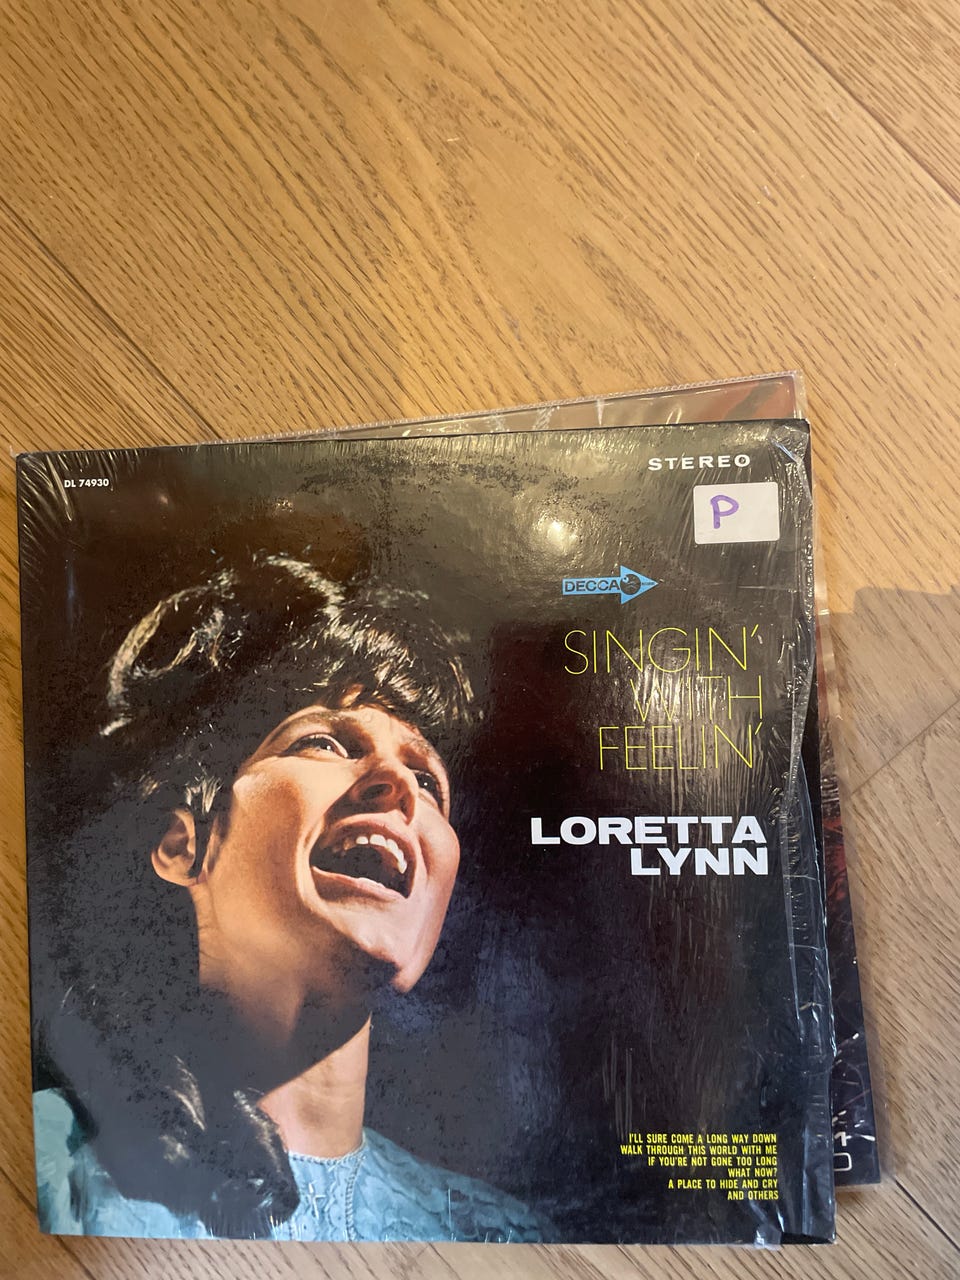 DL 74930
STEREO
P
DECCA
SINGIN'
WITH
FEELIN'
LORETTA
LYNN
I'LL SURE COME A LONG WAY DOWN
WALK THROUGH THIS WORLD WITH ME
IF YOU'RE NOT GONE TOO LONG
WHAT NOW?
A PLACE TO HIDE AND CRY
AND OTHERS